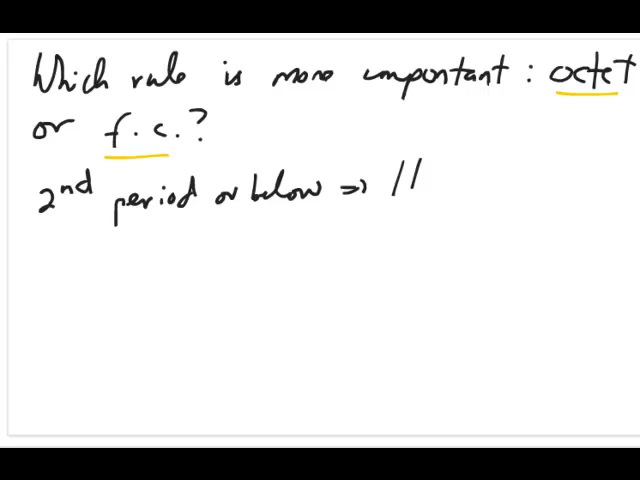 Which rule is more important : octet
or f.c.?
2nd period or below => //